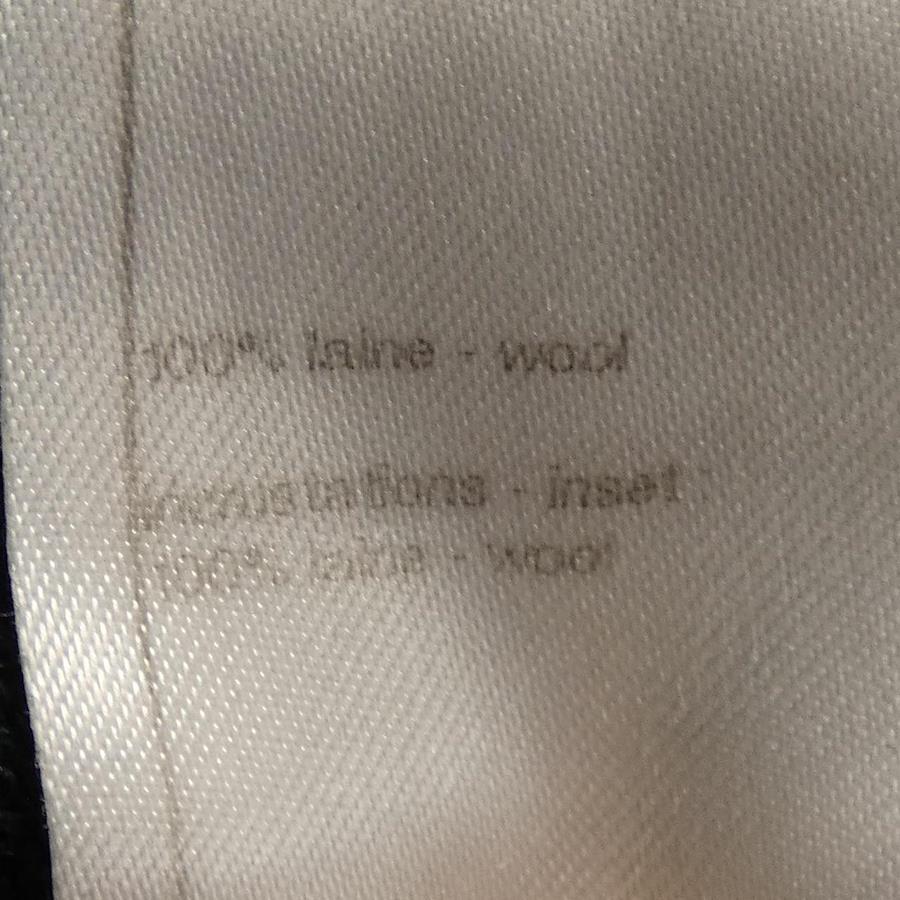 100% laine - wool
incrustations - inset
100% laine - wool